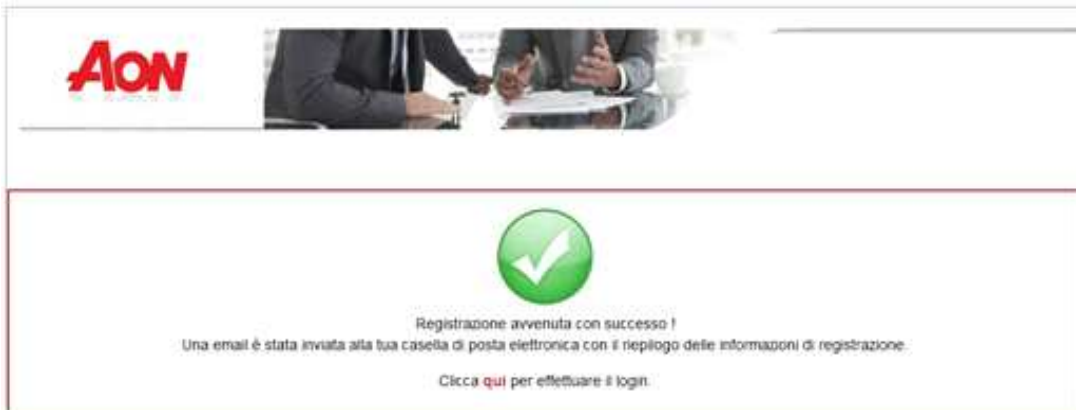 AON
Registrazione avvenuta con successo !
Una email è stata inviata alla tua casella di posta elettronica con il riepilogo delle informazioni di registrazione.
Clicca qui per effettuare il login.